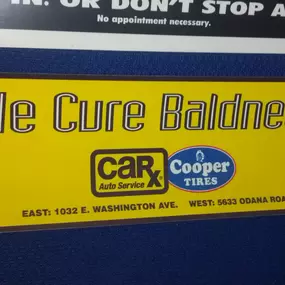 IN. OR DON'T STOP A
No appointment necessary.
le Cure Baldne
CARX
Auto Service
Cooper
TIRES
EAST: 1032 E. WASHINGTON AVE. WEST: 5633 ODANA ROA